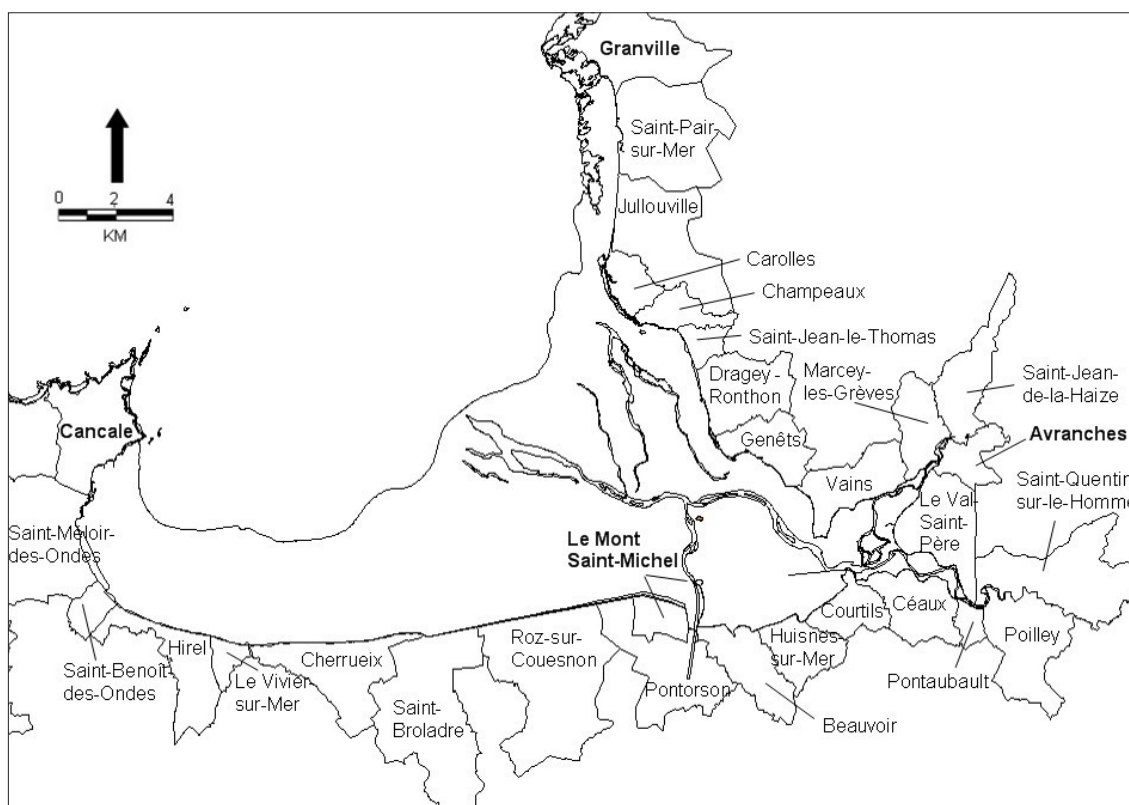 Granville
Saint-Pair-
sur-Mer
0 2 4
KM
Jullouville
Carolles
Champeaux
Saint-Jean-le-Thomas
Dragey -
Ronthon
Marcey-
les-Grèves
Saint-Jean-
de-la-Haize
Cancale
Genêts
Avranches
Vains
Le Val-
Saint-
Père
Saint-Quentin-
sur-le-Homme
Saint-Méloir-
des-Ondes
Le Mont
Saint-Michel
Courtils
Céaux
Hirel
Cherrueix
Roz-sur-
Couesnon
Huisnes-
sur-Mer
Poilley
Saint-Benoît-
des-Ondes
Le Vivier-
sur-Mer
Pontorson
Pontaubault
Saint-
Broladre
Beauvoir